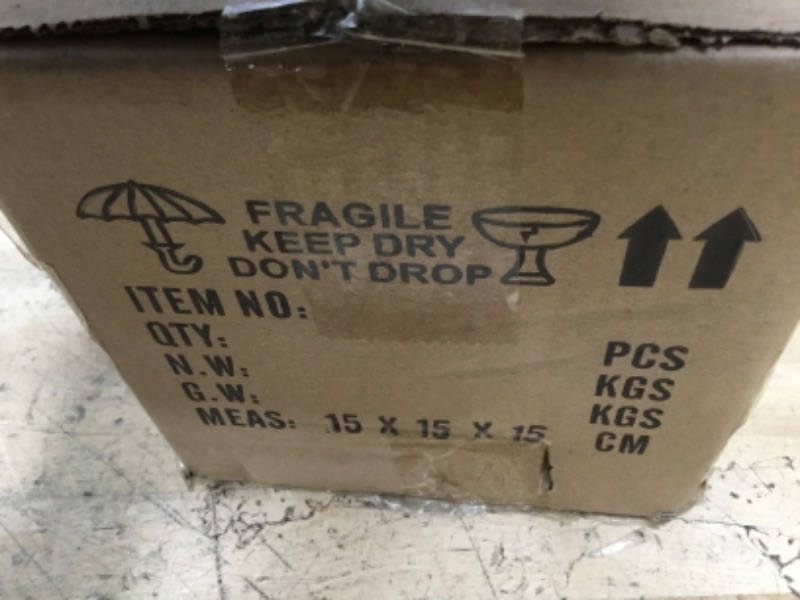 FRAGILE
KEEP DRY
DON'T DROP
ITEM NO:
QTY: PCS
N.W: KGS
G.W: KGS
MEAS: 15 X 15 X 15 CM